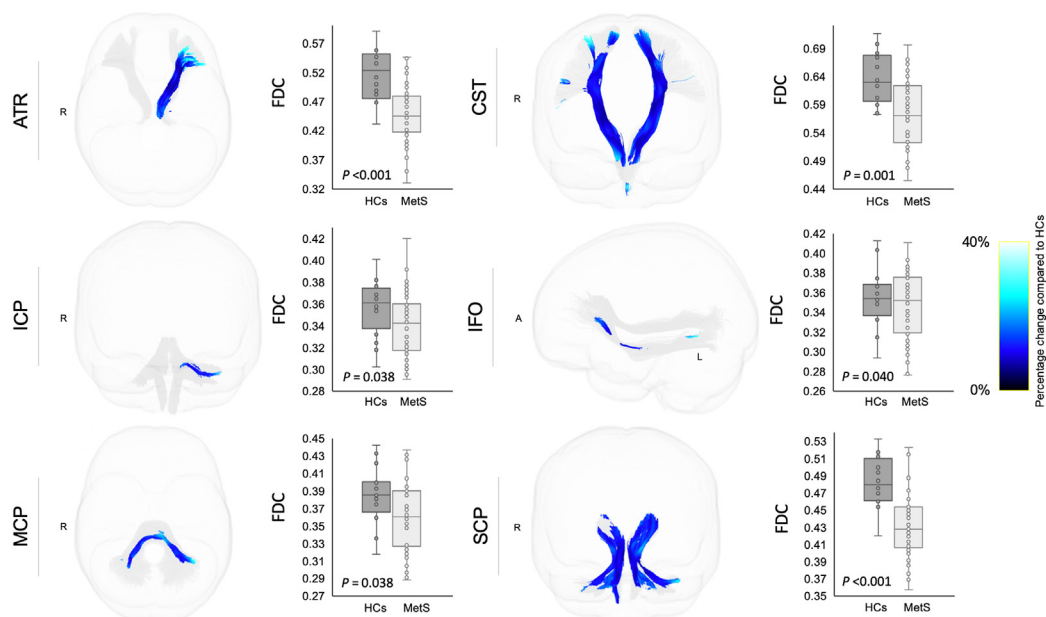 ATR
R
FDC
0.57
0.52
0.47
0.42
0.37
0.32
P <0.001
HCs MetS
CST
R
FDC
0.69
0.64
0.59
0.54
0.49
0.44
P = 0.001
HCs MetS
ICP
R
FDC
0.42
0.40
0.38
0.36
0.34
0.32
0.30
0.28
P = 0.038
HCs MetS
IFO
A
L
FDC
0.42
0.40
0.38
0.36
0.34
0.32
0.30
0.28
0.26
P = 0.040
HCs MetS
40%
0%
Percentage change compared to HCs
MCP
R
FDC
0.45
0.43
0.41
0.39
0.37
0.35
0.33
0.31
0.29
0.27
P = 0.038
HCs MetS
SCP
R
FDC
0.53
0.51
0.49
0.47
0.45
0.43
0.41
0.39
0.37
0.35
P <0.001
HCs MetS